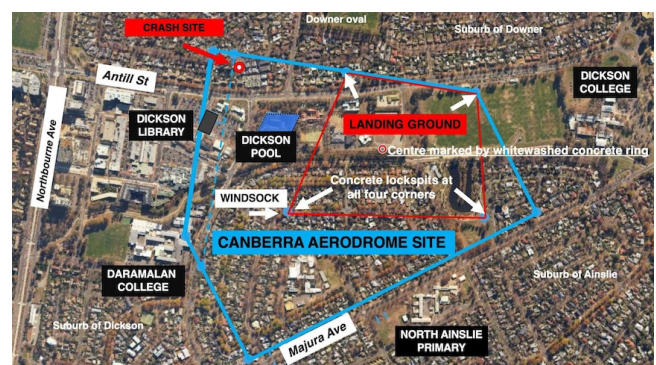 Downer oval
CRASH SITE
Suburb of Downer
Antill St
DICKSON
COLLEGE
Northbourne Ave
DICKSON
LIBRARY
LANDING GROUND
DICKSON
POOL
Centre marked by whitewashed concrete ring
Concrete lockspits at
all four corners
WINDSOCK
CANBERRA AERODROME SITE
DARAMALAN
COLLEGE
Suburb of Ainslie
Suburb of Dickson
Majura Ave
NORTH AINSLIE
PRIMARY